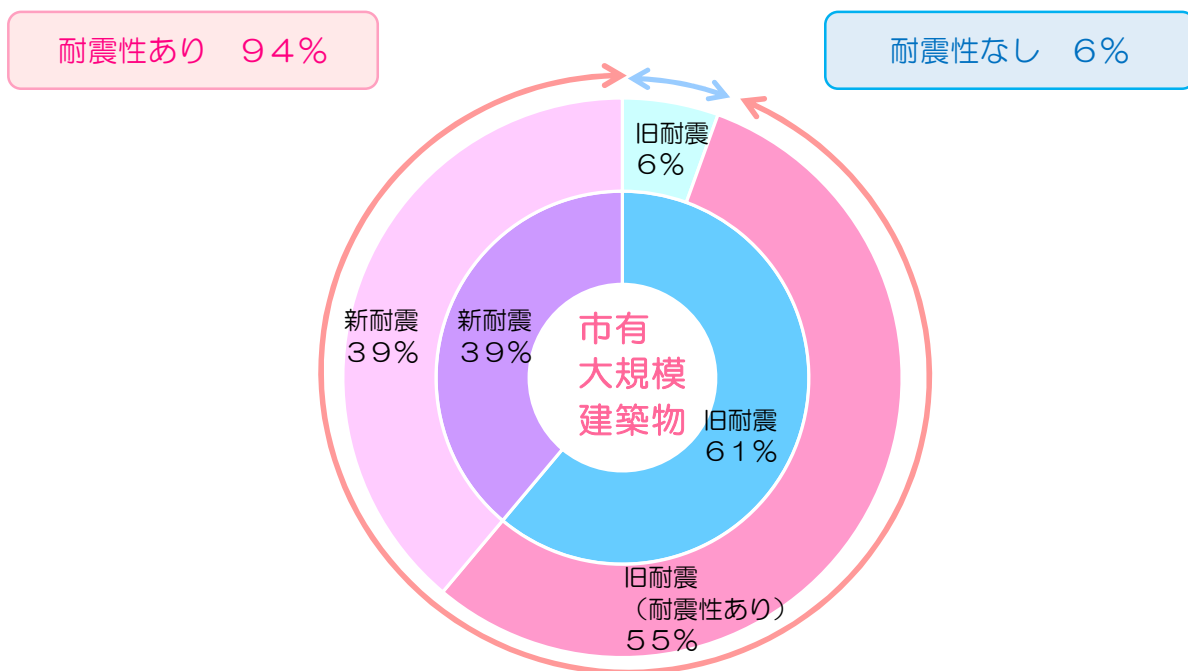 耐震性あり　９４％
耐震性なし　６％
旧耐震
６％
新耐震
３９％
新耐震
３９％
市有
大規模
建築物
旧耐震
６１％
旧耐震
（耐震性あり）
５５％